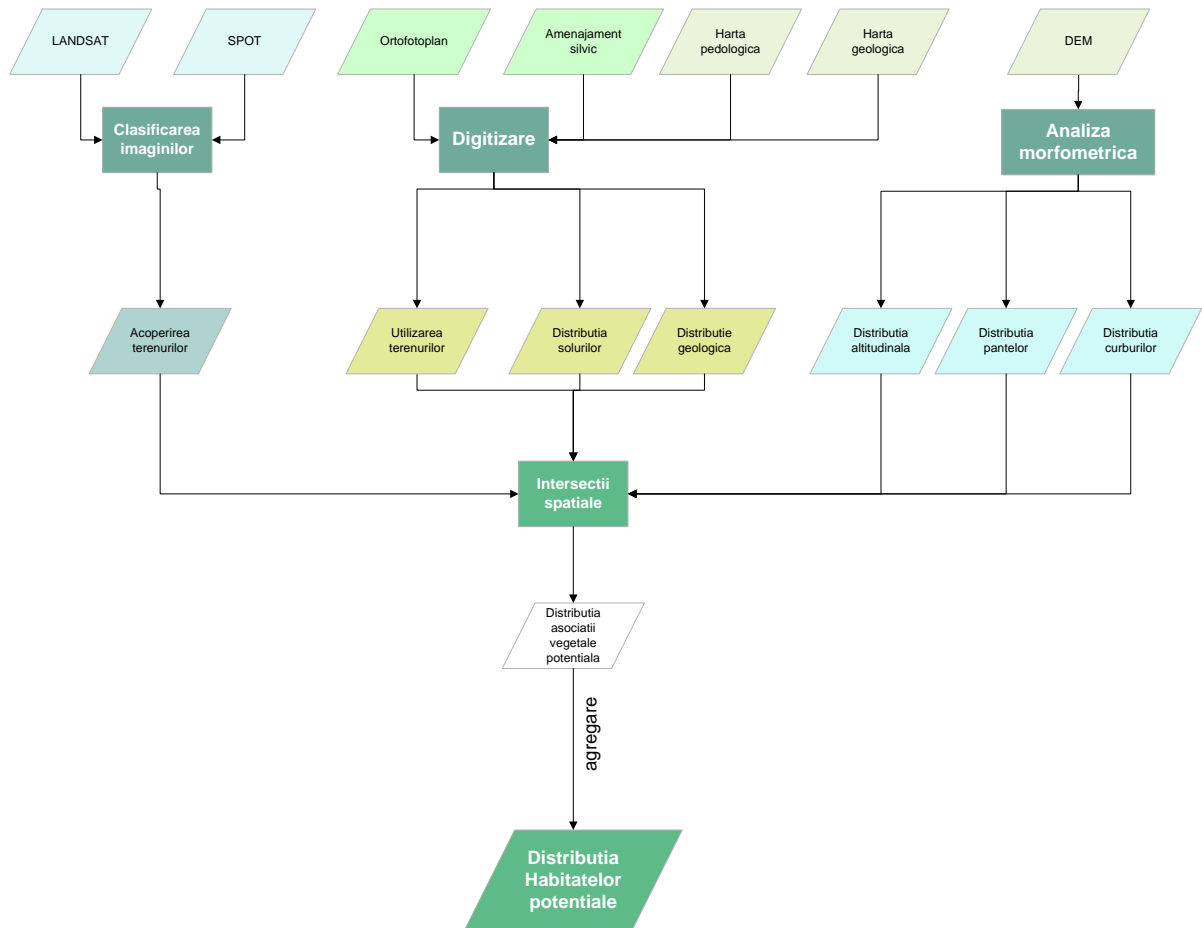 LANDSAT
SPOT
Ortofotoplan
Amenajament
silvic
Harta
pedologica
Harta
geologica
DEM
Clasificarea
imaginilor
Digitizare
Analiza
morfometrica
Acoperirea
terenurilor
Utilizarea
terenurilor
Distributia
solurilor
Distributie
geologica
Distributia
altitudinala
Distributia
pantelor
Distributia
curburilor
Intersectii
spatiale
Distributia
asociatii
vegetale
potentiala
agregare
Distributia
Habitatelor
potentiale